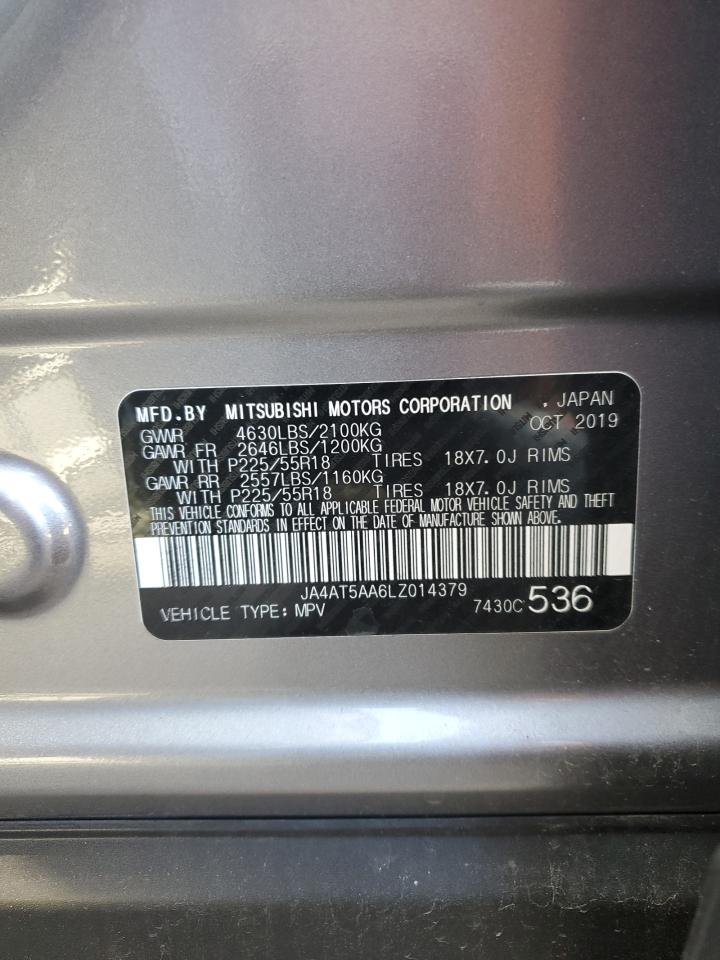 MFD.BY MITSUBISHI MOTORS CORPORATION , JAPAN
GWR 4630LBS/2100KG OCT 2019
GAWR FR 2646LBS/1200KG
WITH P225/55R18 TIRES 18X7.0J RIMS
GAWR RR 2557LBS/1160KG
WITH P225/55R18 TIRES 18X7.0J RIMS
THIS VEHICLE CONFORMS TO ALL APPLICABLE FEDERAL MOTOR VEHICLE SAFETY AND THEFT
PREVENTION STANDARDS IN EFFECT ON THE DATE OF MANUFACTURE SHOWN ABOVE.
JA4AT5AA6LZ014379
VEHICLE TYPE: MPV 7430C 536